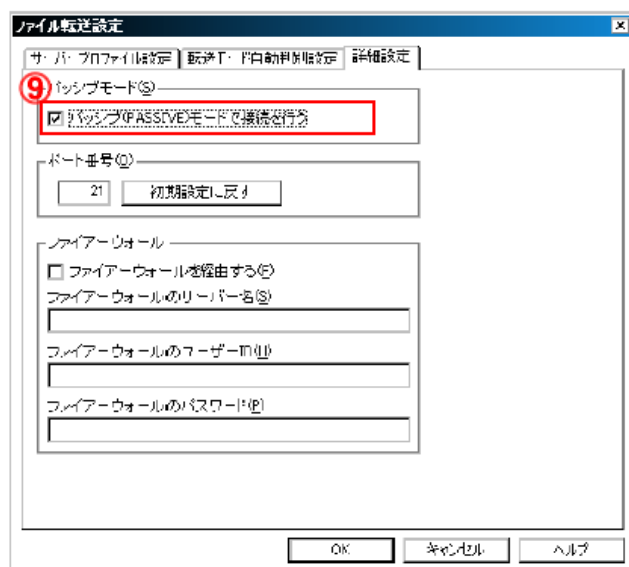 ファイル転送設定
サーバープロファイル設定 転送モード自動判別設定 詳細設定
⑨
パッシブモード(S)
パッシブ(PASSIVE)モードで接続を行う
ポート番号(O)
21 初期設定に戻す
ファイアーウォール
ファイアーウォールを経由する(F)
ファイアーウォールのサーバー名(S)
ファイアーウォールのユーザーID(U)
ファイアーウォールのパスワード(P)
OK キャンセル ヘルプ